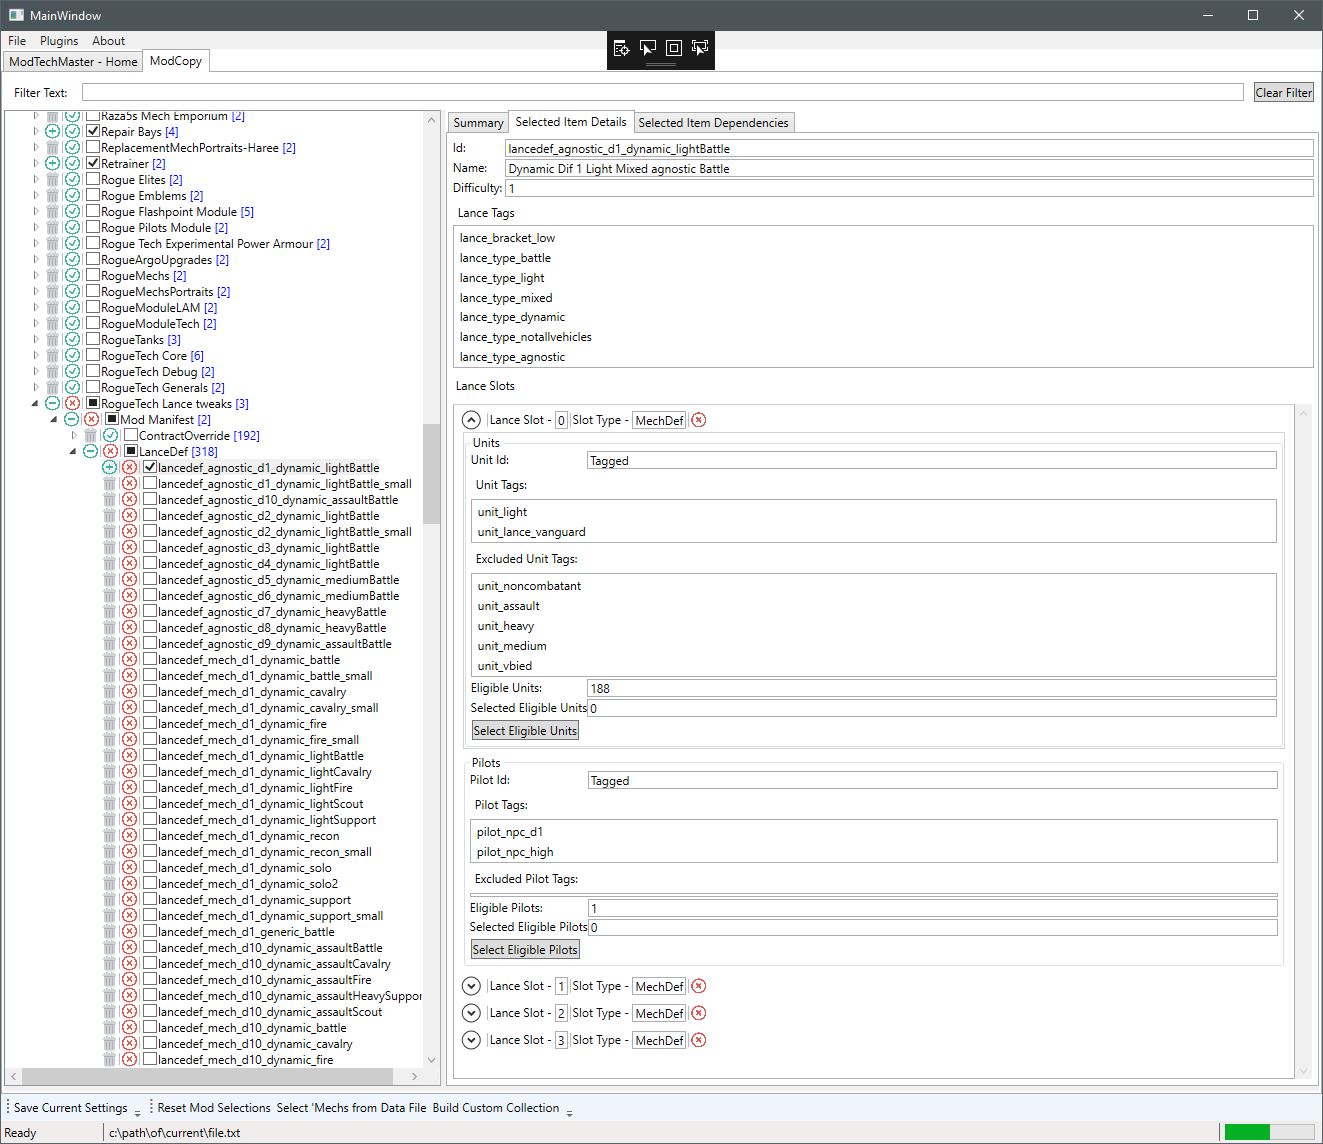 MainWindow
File Plugins About
ModTechMaster - Home ModCopy
Filter Text: Clear Filter
Raza5s Mech Emporium [2]
Repair Bays [4]
ReplacementMechPortraits-Haree [2]
Retrainer [2]
Rogue Elites [2]
Rogue Emblems [2]
Rogue Flashpoint Module [5]
Rogue Pilots Module [2]
Rogue Tech Experimental Power Armour [2]
RogueArgoUpgrades [2]
RogueMechs [2]
RogueMechsPortraits [2]
RogueModuleLAM [2]
RogueModuleTech [2]
RogueTanks [3]
RogueTech Core [6]
RogueTech Debug [2]
RogueTech Generals [2]
RogueTech Lance tweaks [3]
Mod Manifest [2]
ContractOverride [192]
LanceDef [318]
lancedef_agnostic_d1_dynamic_lightBattle
lancedef_agnostic_d1_dynamic_lightBattle_small
lancedef_agnostic_d10_dynamic_assaultBattle
lancedef_agnostic_d2_dynamic_lightBattle
lancedef_agnostic_d2_dynamic_lightBattle_small
lancedef_agnostic_d3_dynamic_lightBattle
lancedef_agnostic_d4_dynamic_lightBattle
lancedef_agnostic_d5_dynamic_mediumBattle
lancedef_agnostic_d6_dynamic_mediumBattle
lancedef_agnostic_d7_dynamic_heavyBattle
lancedef_agnostic_d8_dynamic_heavyBattle
lancedef_agnostic_d9_dynamic_assaultBattle
lancedef_mech_d1_dynamic_battle
lancedef_mech_d1_dynamic_battle_small
lancedef_mech_d1_dynamic_cavalry
lancedef_mech_d1_dynamic_cavalry_small
lancedef_mech_d1_dynamic_fire
lancedef_mech_d1_dynamic_fire_small
lancedef_mech_d1_dynamic_lightBattle
lancedef_mech_d1_dynamic_lightCavalry
lancedef_mech_d1_dynamic_lightFire
lancedef_mech_d1_dynamic_lightScout
lancedef_mech_d1_dynamic_lightSupport
lancedef_mech_d1_dynamic_recon
lancedef_mech_d1_dynamic_recon_small
lancedef_mech_d1_dynamic_solo
lancedef_mech_d1_dynamic_solo2
lancedef_mech_d1_dynamic_support
lancedef_mech_d1_dynamic_support_small
lancedef_mech_d1_generic_battle
lancedef_mech_d10_dynamic_assaultBattle
lancedef_mech_d10_dynamic_assaultCavalry
lancedef_mech_d10_dynamic_assaultFire
lancedef_mech_d10_dynamic_assaultHeavySuppor
lancedef_mech_d10_dynamic_assaultScout
lancedef_mech_d10_dynamic_battle
lancedef_mech_d10_dynamic_cavalry
lancedef_mech_d10_dynamic_fire
Summary Selected Item Details Selected Item Dependencies
Id: lancedef_agnostic_d1_dynamic_lightBattle
Name: Dynamic Dif 1 Light Mixed agnostic Battle
Difficulty: 1
Lance Tags
lance_bracket_low
lance_type_battle
lance_type_light
lance_type_mixed
lance_type_dynamic
lance_type_notallvehicles
lance_type_agnostic
Lance Slots
Lance Slot - 0 Slot Type - MechDef
Units
Unit Id: Tagged
Unit Tags:
unit_light
unit_lance_vanguard
Excluded Unit Tags:
unit_noncombatant
unit_assault
unit_heavy
unit_medium
unit_vbied
Eligible Units: 188
Selected Eligible Units 0
Select Eligible Units
Pilots
Pilot Id: Tagged
Pilot Tags:
pilot_npc_d1
pilot_npc_high
Excluded Pilot Tags:
Eligible Pilots: 1
Selected Eligible Pilots 0
Select Eligible Pilots
Lance Slot - 1 Slot Type - MechDef
Lance Slot - 2 Slot Type - MechDef
Lance Slot - 3 Slot Type - MechDef
Save Current Settings Reset Mod Selections Select 'Mechs from Data File Build Custom Collection
Ready c:\path\of\current\file.txt